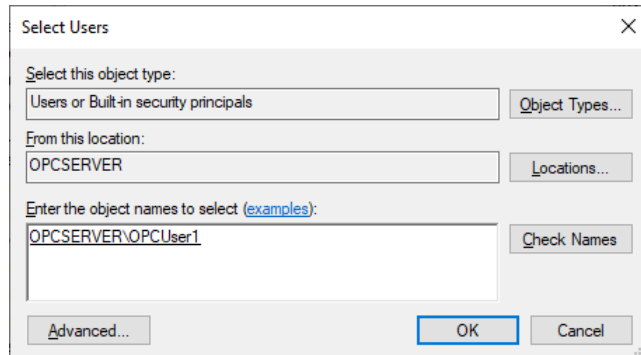 Select Users
Select this object type:
Users or Built-in security principals
Object Types...
From this location:
OPCSERVER
Locations...
Enter the object names to select (examples):
OPCSERVER\OPCUser1
Check Names
Advanced...
OK
Cancel